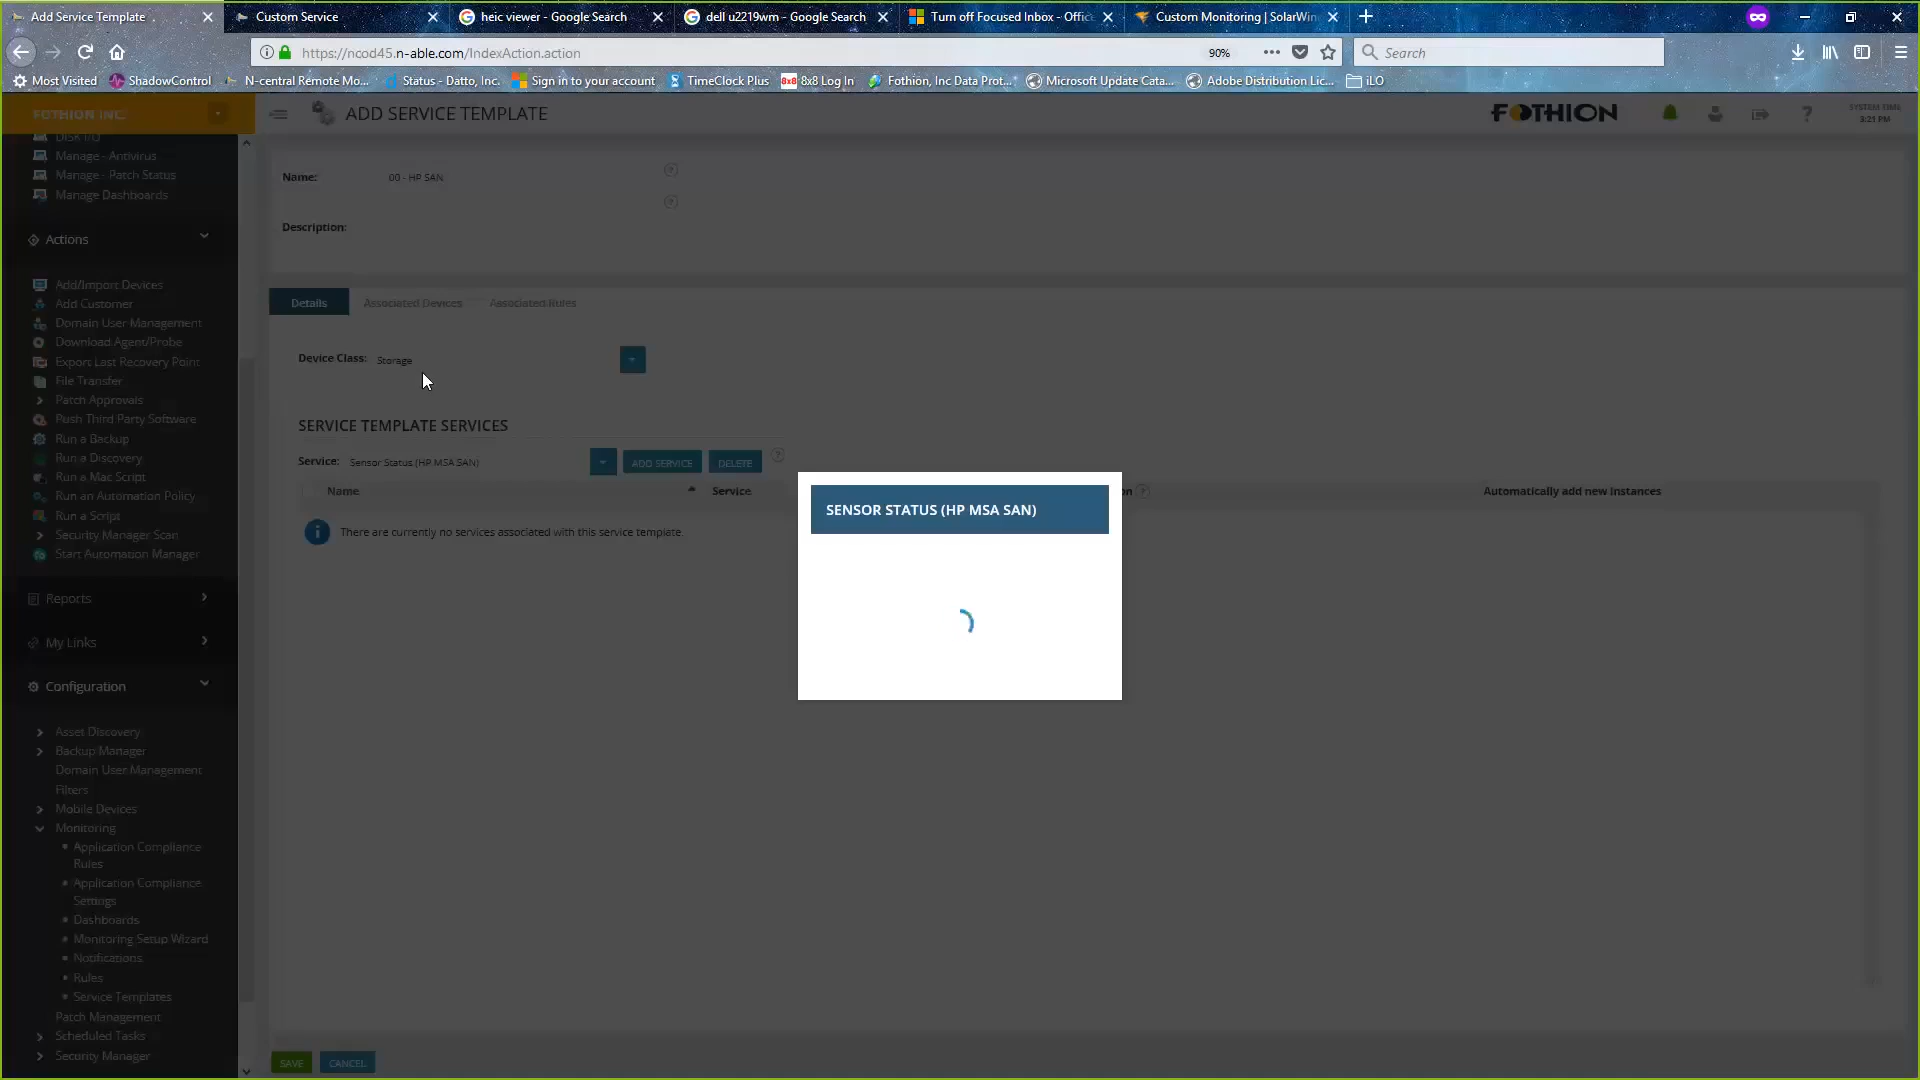 Add Service Template
Custom Service
heic viewer - Google Search
dell u2219wm - Google Search
Turn off Focused Inbox - Offic
Custom Monitoring | SolarWin
https://ncod45.n-able.com/IndexAction.action
90%
Search
Most Visited
ShadowControl
N-central Remote Mo...
Status - Datto, Inc.
Sign in to your account
TimeClock Plus
8x8
8x8 Log In
Fothion, Inc Data Prot...
Microsoft Update Cata...
Adobe Distribution Lic...
iLO
FOTHION INC.
ADD SERVICE TEMPLATE
FOTHION
SYSTEM TIME
3:21 PM
DISK I/O
Manage - Antivirus
Manage - Patch Status
Manage Dashboards
Actions
Add/Import Devices
Add Customer
Domain User Management
Download Agent/Probe
Export Last Recovery Point
File Transfer
Patch Approvals
Push Third Party Software
Run a Backup
Run a Discovery
Run a Mac Script
Run an Automation Policy
Run a Script
Security Manager Scan
Start Automation Manager
Reports
My Links
Configuration
Asset Discovery
Backup Manager
Domain User Management
Filters
Mobile Devices
Monitoring
Application Compliance
Rules
Application Compliance
Settings
Dashboards
Monitoring Setup Wizard
Notifications
Rules
Service Templates
Patch Management
Scheduled Tasks
Security Manager
Name: 00 - HP SAN
Description:
Details Associated Devices Associated Rules
Device Class: Storage
SERVICE TEMPLATE SERVICES
Service: Sensor Status (HP MSA SAN) ADD SERVICE DELETE
Name Service on Automatically add new instances
There are currently no services associated with this service template.
SENSOR STATUS (HP MSA SAN)
SAVE CANCEL